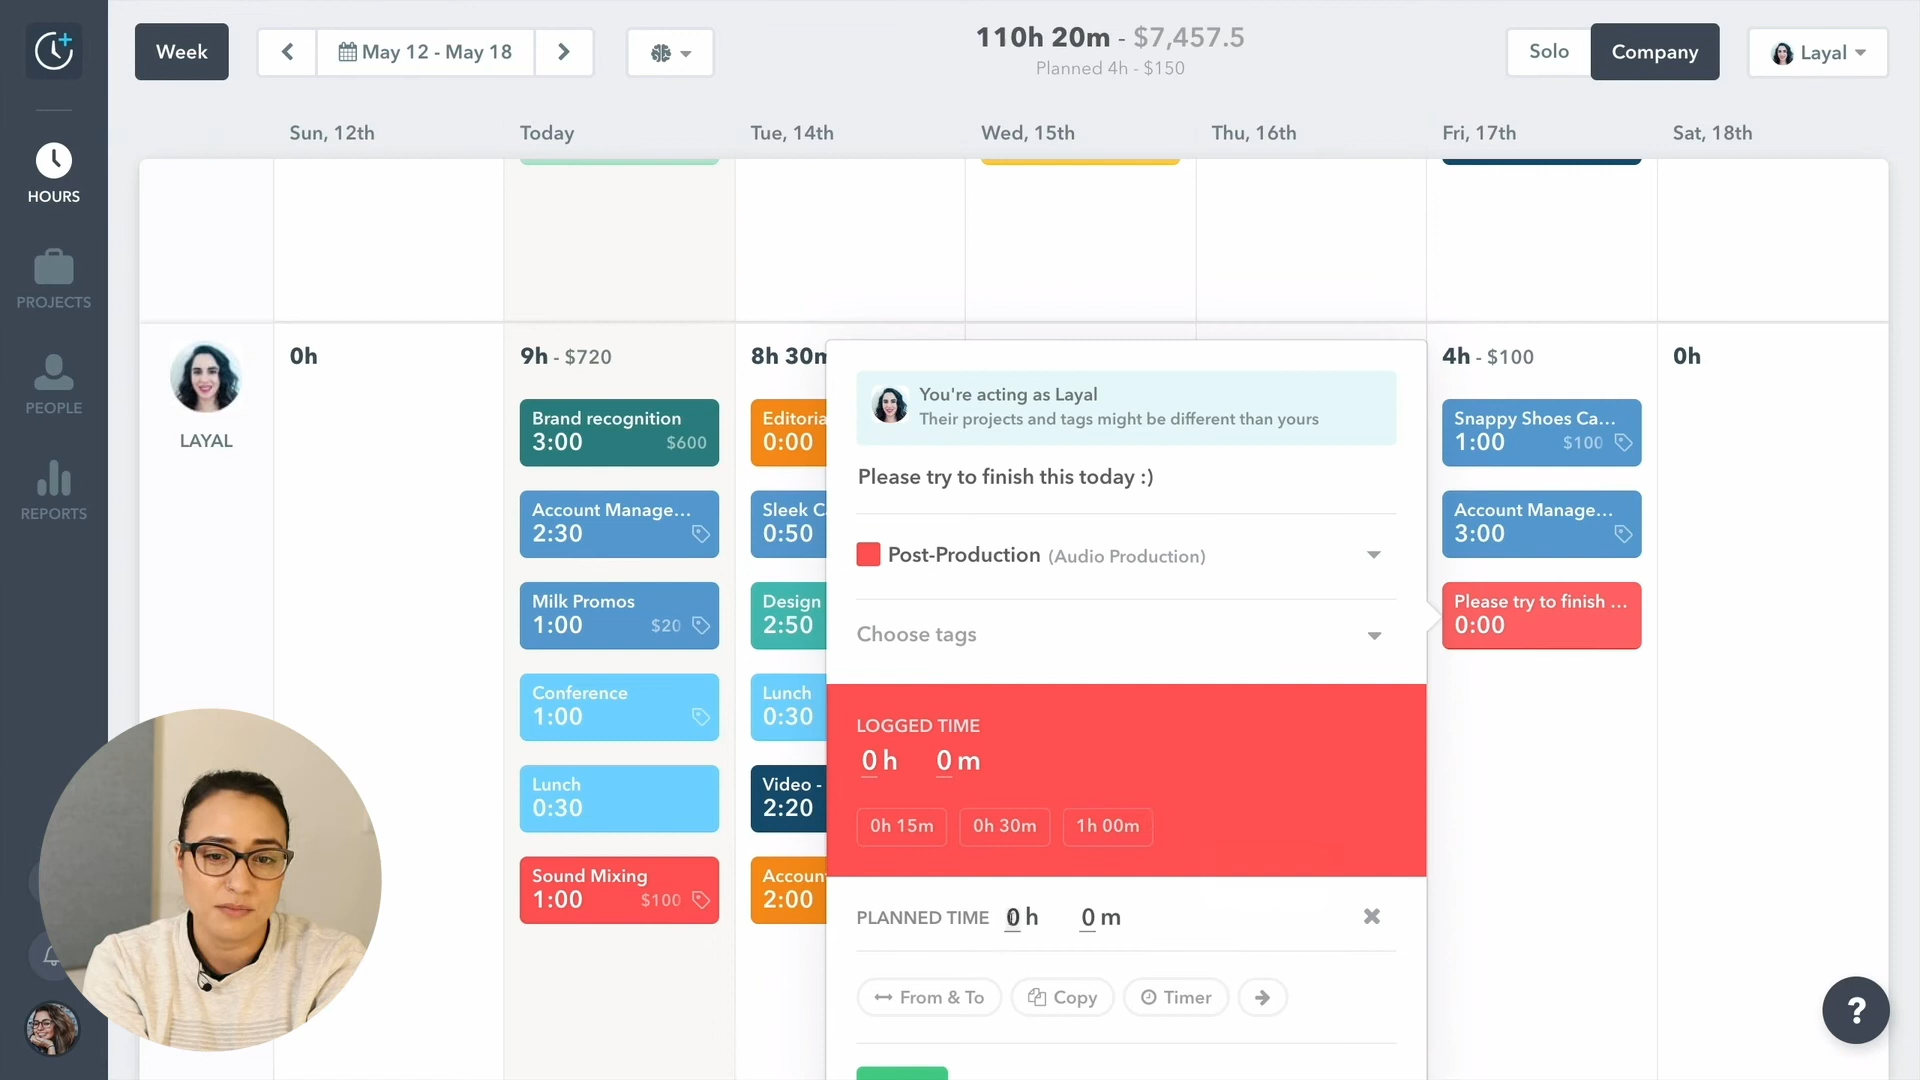 Week
May 12 - May 18
110h 20m - $7,457.5
Planned 4h - $150
Solo
Company
Layal
HOURS
PROJECTS
PEOPLE
REPORTS
Sun, 12th
Today
Tue, 14th
Wed, 15th
Thu, 16th
Fri, 17th
Sat, 18th
LAYAL
0h
9h - $720
Brand recognition
3:00 $600
Account Manage...
2:30
Milk Promos
1:00 $20
Conference
1:00
Lunch
0:30
Sound Mixing
1:00 $100
8h 30m
Editoria
0:00
Sleek C
0:50
Design
2:50
Lunch
0:30
Video -
2:20
Accoun
2:00
You're acting as Layal
Their projects and tags might be different than yours
Please try to finish this today :)
Post-Production (Audio Production)
Choose tags
LOGGED TIME
0 h 0 m
0h 15m 0h 30m 1h 00m
PLANNED TIME 0 h 0 m
From & To
Copy
Timer
4h - $100
Snappy Shoes Ca...
1:00 $100
Account Manage...
3:00
Please try to finish ...
0:00
0h
?